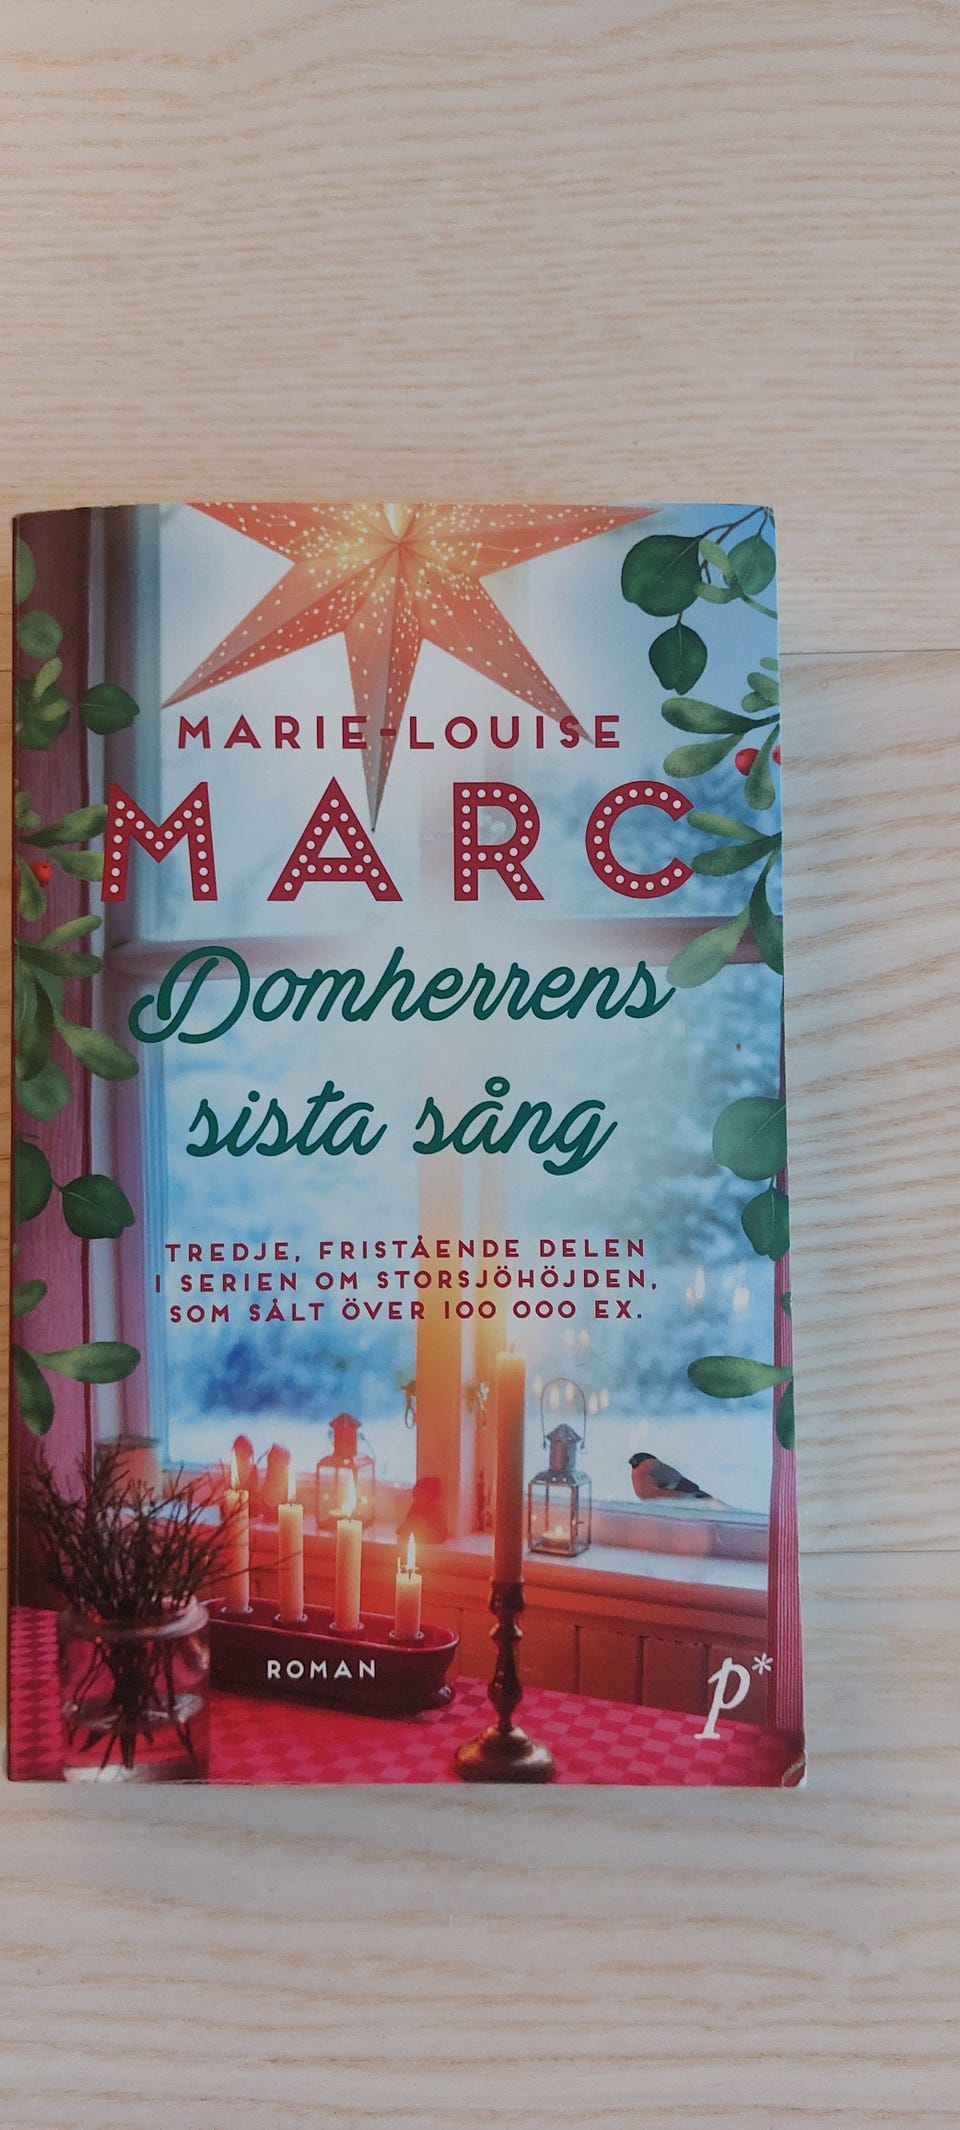 MARIE-LOUISE
MARC
Domherrens
sista sång
TREDJE, FRISTÅENDE DELEN
I SERIEN OM STORSJÖHÖJDEN,
SOM SÅLT ÖVER 100 000 EX.
ROMAN
p*